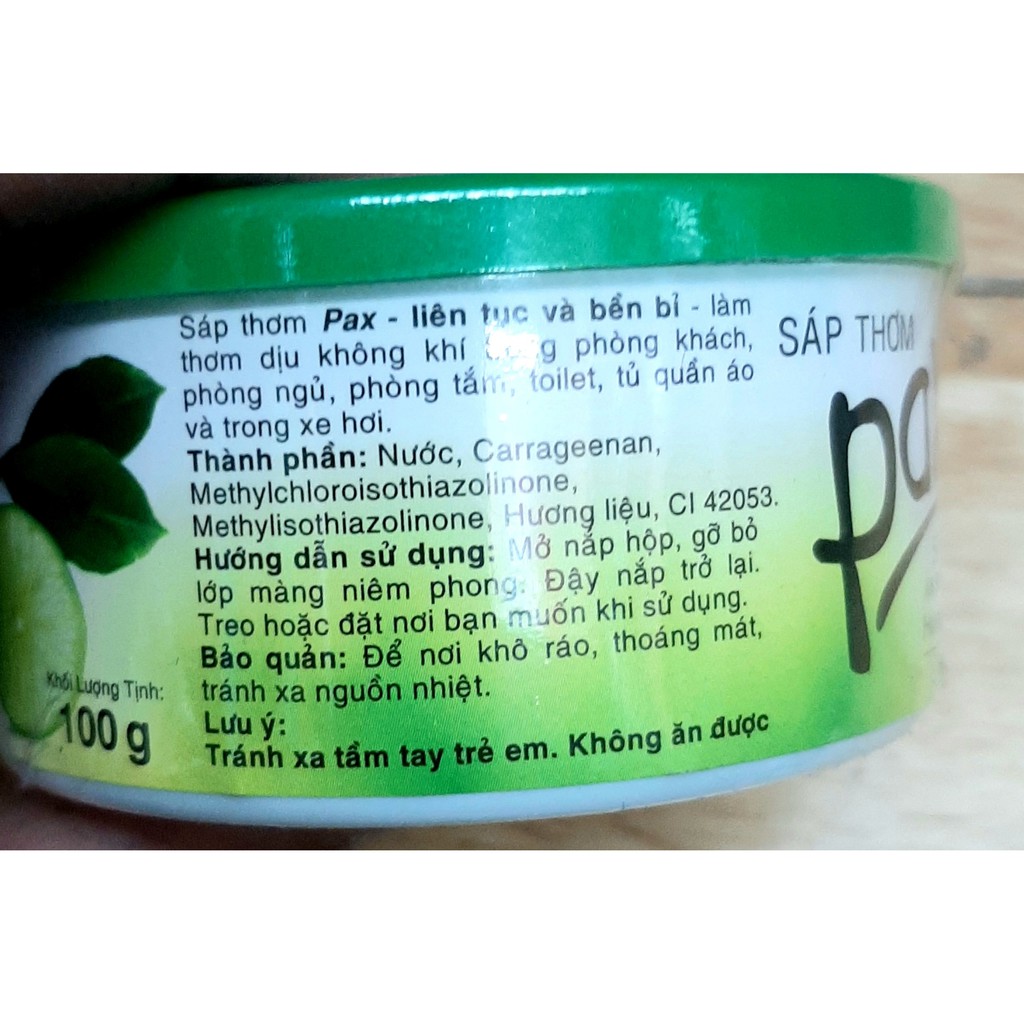 Sáp thơm Pax - liên tục và bền bỉ - làm
thơm dịu không khí phòng khách,
phòng ngủ, phòng tắm, toilet, tủ quần áo
và trong xe hơi.
Thành phần: Nước, Carrageenan,
Methylchloroisothiazolinone,
Methylisothiazolinone, Hương liệu, CI 42053.
Hướng dẫn sử dụng: Mở nắp hộp, gỡ bỏ
lớp màng niêm phong. Đậy nắp trở lại.
Treo hoặc đặt nơi bạn muốn khi sử dụng.
Bảo quản: Để nơi khô ráo, thoáng mát,
tránh xa nguồn nhiệt.
Lưu ý:
Tránh xa tầm tay trẻ em. Không ăn được
Khối Lượng Tịnh:
100 g
SÁP THƠM
pa